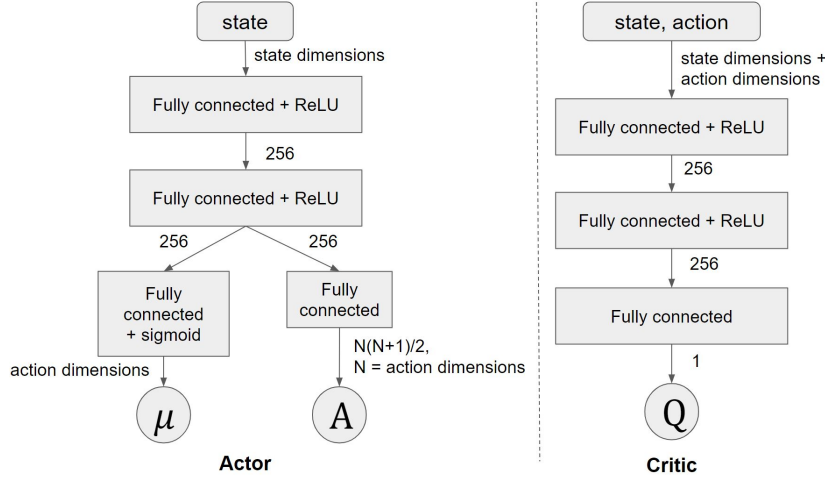 state
state dimensions
Fully connected + ReLU
256
Fully connected + ReLU
256
256
Fully
connected
+ sigmoid
Fully
connected
action dimensions
N(N+1)/2,
N = action dimensions
μ
A
Actor
state, action
state dimensions +
action dimensions
Fully connected + ReLU
256
Fully connected + ReLU
256
Fully connected
1
Q
Critic